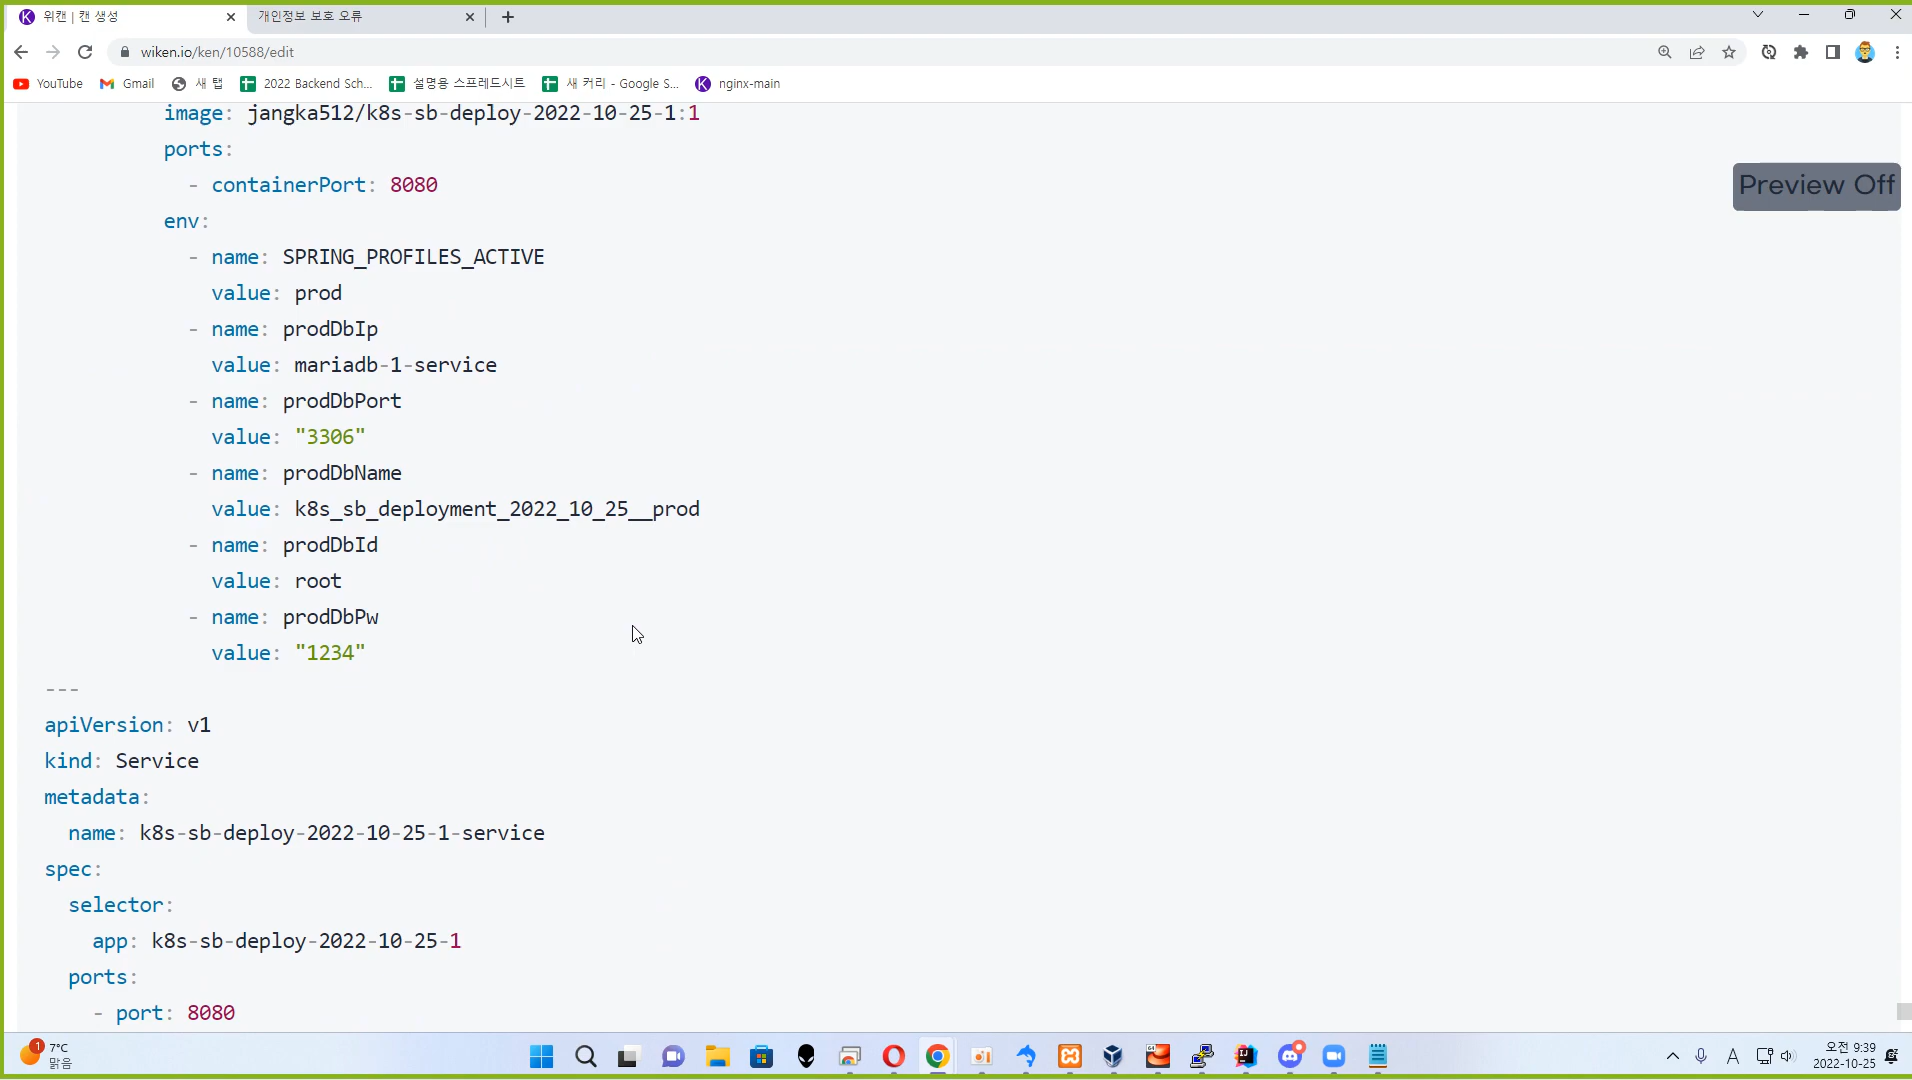 위캔 | 캔 생성
개인정보 보호 오류
wiken.io/ken/10588/edit
YouTube
Gmail
새 탭
2022 Backend Sch...
설명용 스프레드시트
새 커리 - Google S...
nginx-main
image: jangka512/k8s-sb-deploy-2022-10-25-1:1
ports:
- containerPort: 8080
Preview Off
env:
- name: SPRING_PROFILES_ACTIVE
value: prod
- name: prodDbIp
value: mariadb-1-service
- name: prodDbPort
value: "3306"
- name: prodDbName
value: k8s_sb_deployment_2022_10_25__prod
- name: prodDbId
value: root
- name: prodDbPw
value: "1234"
---
apiVersion: v1
kind: Service
metadata:
name: k8s-sb-deploy-2022-10-25-1-service
spec:
selector:
app: k8s-sb-deploy-2022-10-25-1
ports:
- port: 8080
1
7°C
맑음
A
오전 9:39
2022-10-25